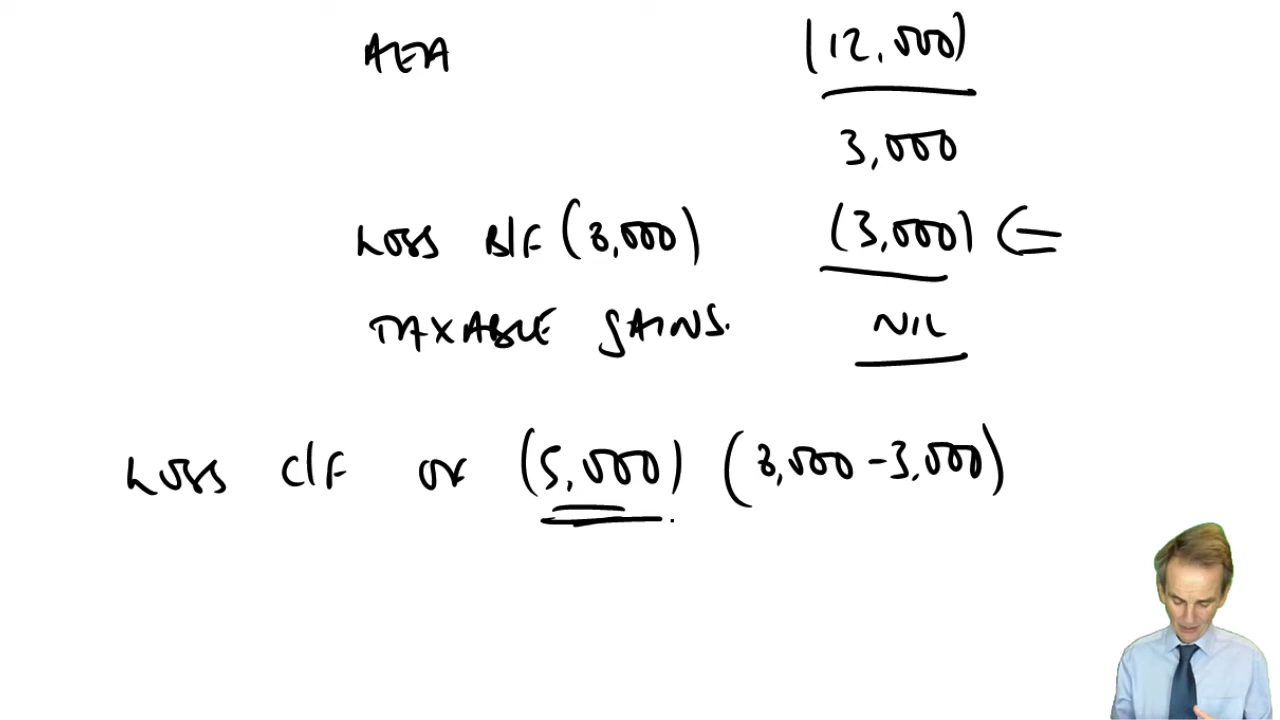 AEA (12,000)
3,000
LOSS B/F (8,000) (3,000) <=
TAXABLE GAINS. NIL
LOSS C/F OF (5,000) (8,000 - 3,000)